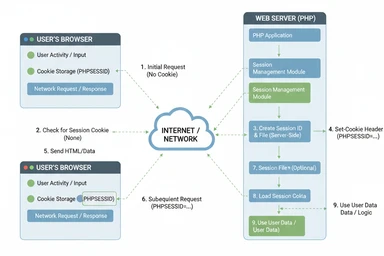 USER'S BROWSER
User Activity / Input
Cookie Storage (PHPSESSID)
Network Request / Response
1. Initial Request
(No Cookie)
2. Check for Session Cookie
(None)
5. Send HTML/Data
INTERNET /
NETWORK
USER'S BROWSER
User Activity / Input
Cookie Storage (PHPSESSID)
Network Request / Response
6. Subequient Request
(PHPSESSID=...)
WEB SERVER (PHP)
PHP Application
Session
Management Module
Session Management
Module
3. Create Session ID
& File (Server-Side)
4. Set-Cookie Header
(PHPSESSID=...)
7. Session File+ (Optinnal)
8. Load Session
9. Use User Data /
User Data)
9. Use User Data
Data / Logic